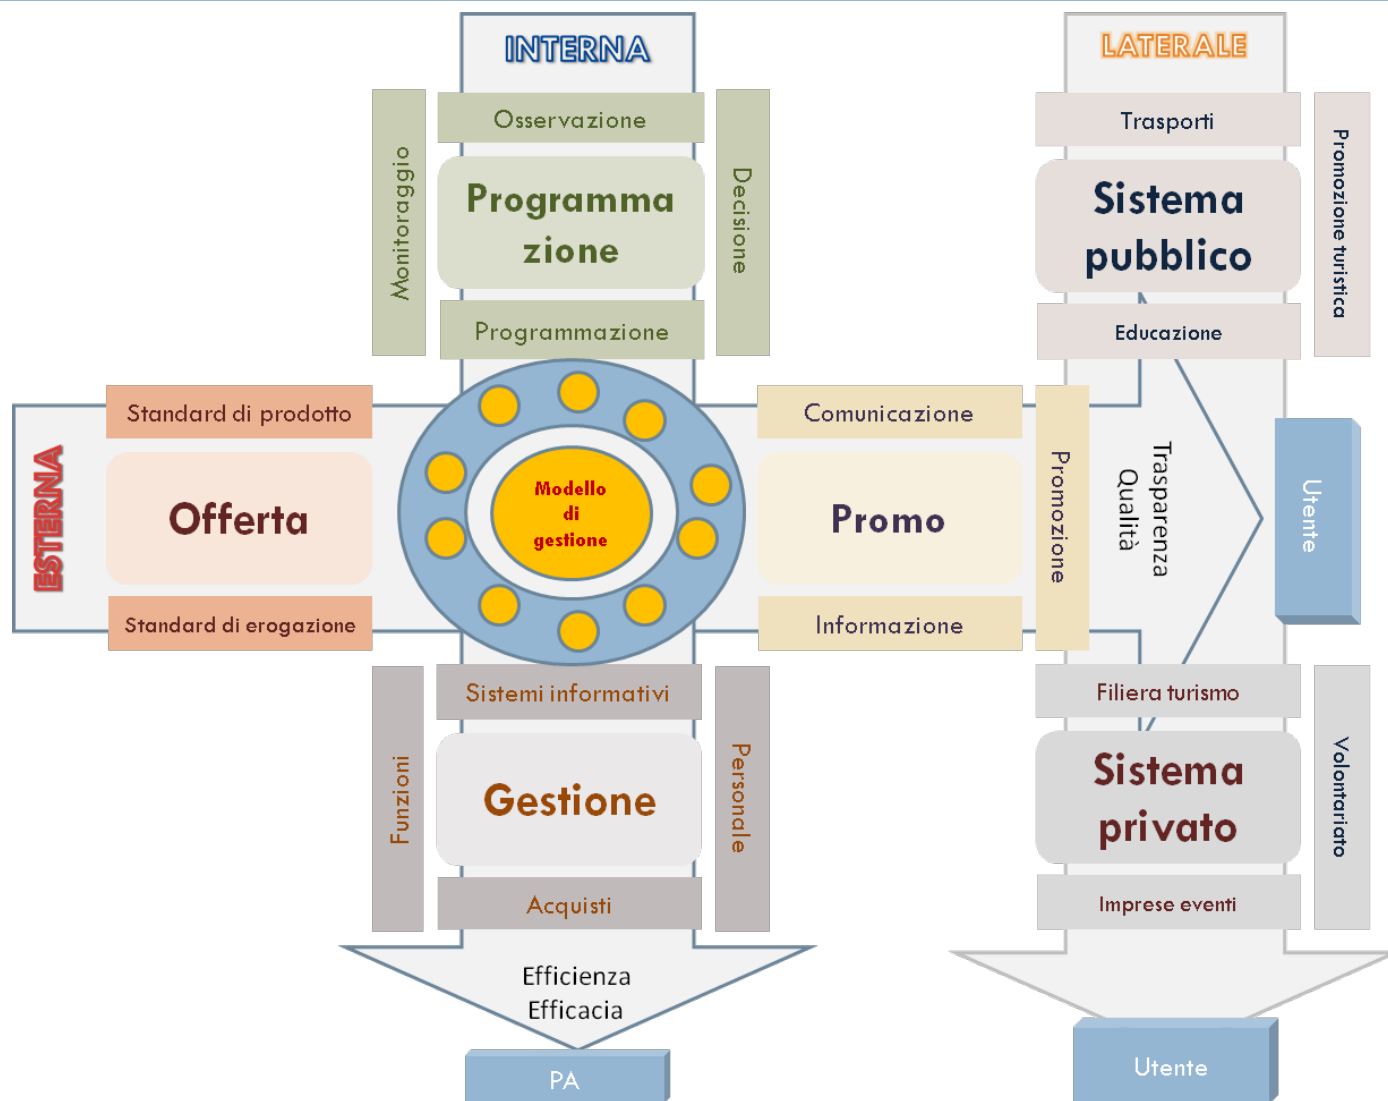 INTERNA
LATERALE
Osservazione
Monitoraggio
Programma
zione
Decisione
Programmazione
Trasporti
Sistema
pubblico
Promozione turistica
Educazione
ESTERNA
Standard di prodotto
Offerta
Standard di erogazione
Modello
di
gestione
Comunicazione
Promo
Informazione
Promozione
Trasparenza
Qualità
Utente
Sistemi informativi
Funzioni
Gestione
Personale
Acquisti
Filiera turismo
Sistema
privato
Volontariato
Imprese eventi
Efficienza
Efficacia
PA
Utente